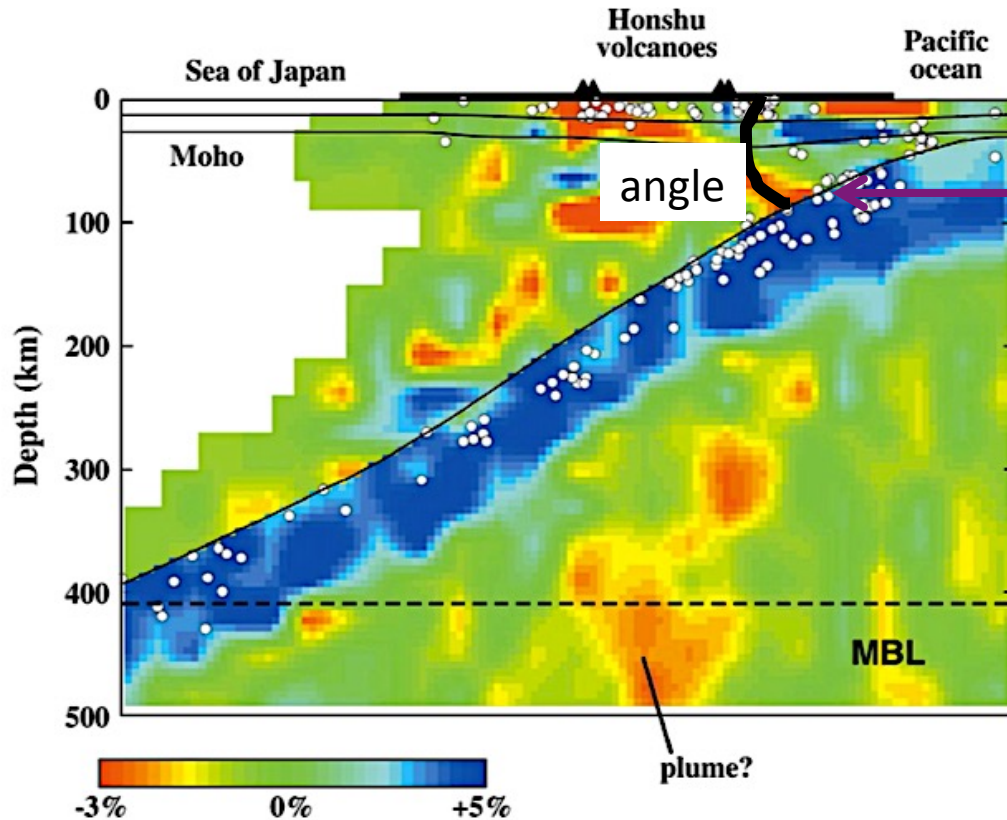 Honshu
volcanoes
Pacific
ocean
Sea of Japan
0
Moho
angle
100
200
Depth (km)
300
400
MBL
500
plume?
-3%
0%
+5%